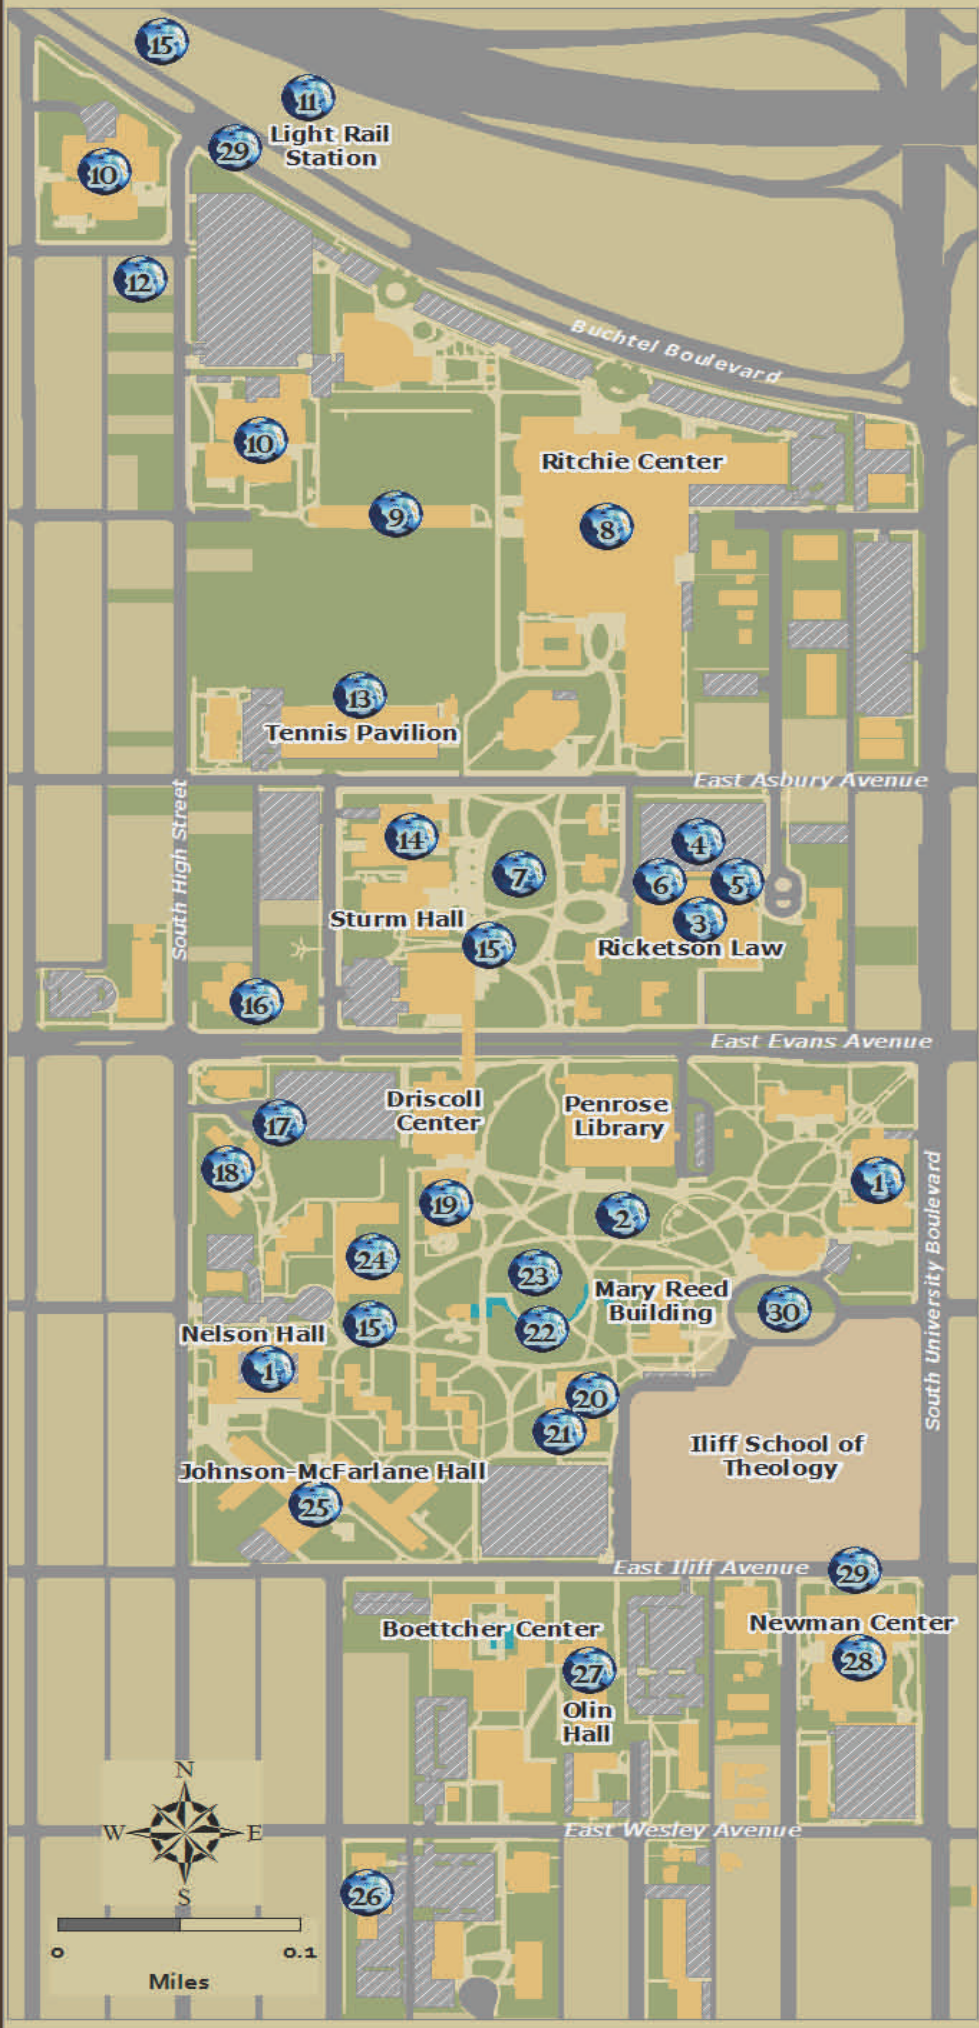 15
11
Light Rail
Station
29
10
12
Buchtel Boulevard
10
Ritchie Center
9
8
13
Tennis Pavilion
East Asbury Avenue
South High Street
14
4
7
6
5
Sturm Hall
3
15
Ricketson Law
16
East Evans Avenue
Driscoll
Center
Penrose
Library
17
18
1
South University Boulevard
19
2
24
23
Mary Reed
Building
30
15
22
Nelson Hall
1
20
21
Iliff School of
Theology
Johnson-McFarlane Hall
25
East Iliff Avenue
29
Boettcher Center
Newman Center
27
28
Olin
Hall
N
W
E
S
East Wesley Avenue
26
0
0.1
Miles